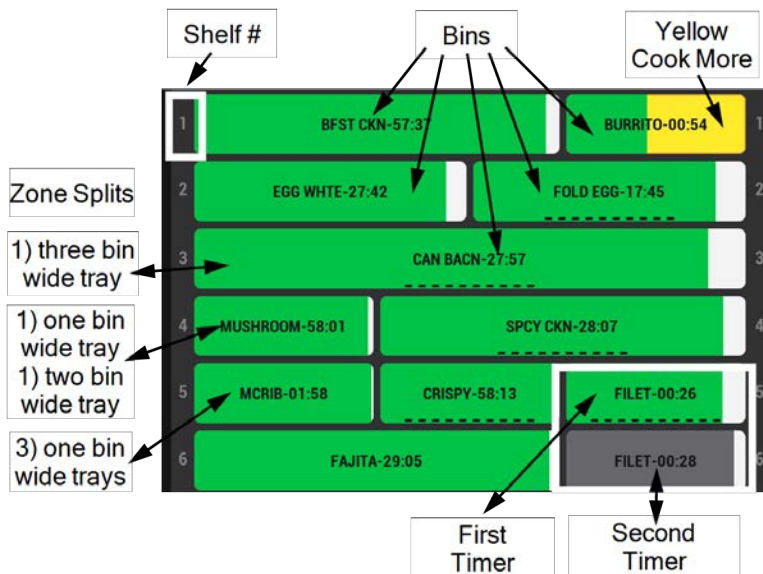 Shelf #
Bins
Yellow
Cook More
1 BFST CKN-57:37 BURRITO-00:54 1
2 EGG WHTE-27:42 FOLD EGG-17:45 2
Zone Splits
3 CAN BACN-27:57 3
1) three bin
wide tray
4 MUSHROOM-58:01 SPCY CKN-28:07 4
1) one bin
wide tray
1) two bin
wide tray
5 MCRIB-01:58 CRISPY-58:13 FILET-00:26 5
3) one bin
wide trays
6 FAJITA-29:05 FILET-00:28 6
First
Timer
Second
Timer